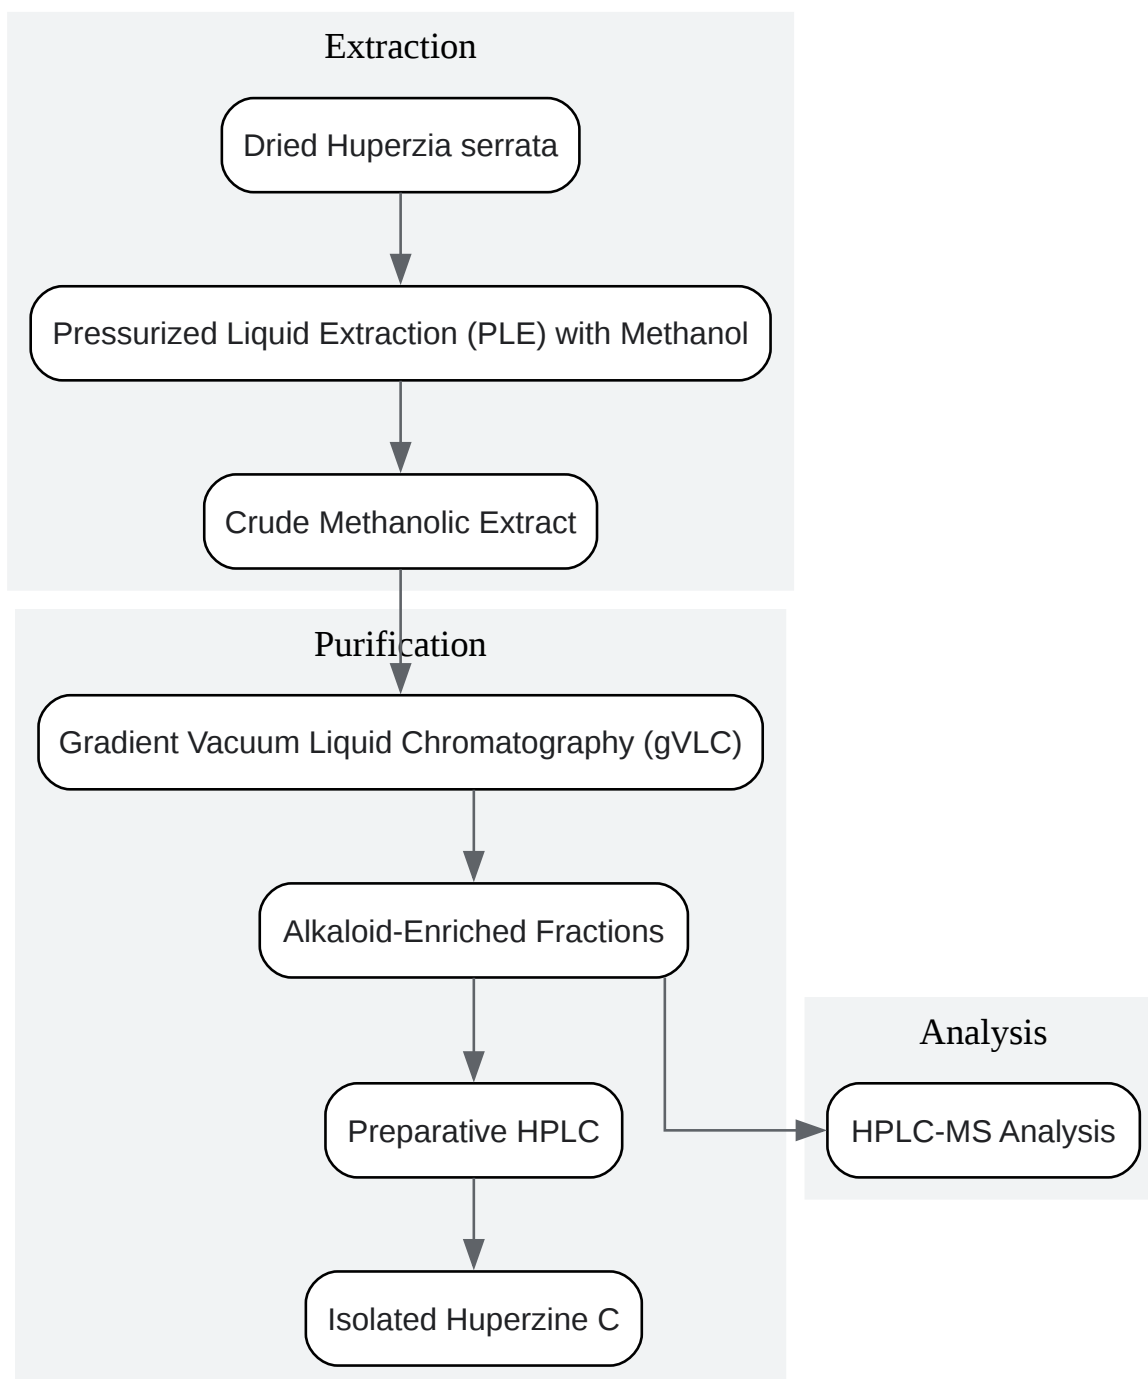 Extraction
Dried Huperzia serrata
Pressurized Liquid Extraction (PLE) with Methanol
Crude Methanolic Extract
Purification
Gradient Vacuum Liquid Chromatography (gVLC)
Alkaloid-Enriched Fractions
Analysis
Preparative HPLC
HPLC-MS Analysis
Isolated Huperzine C